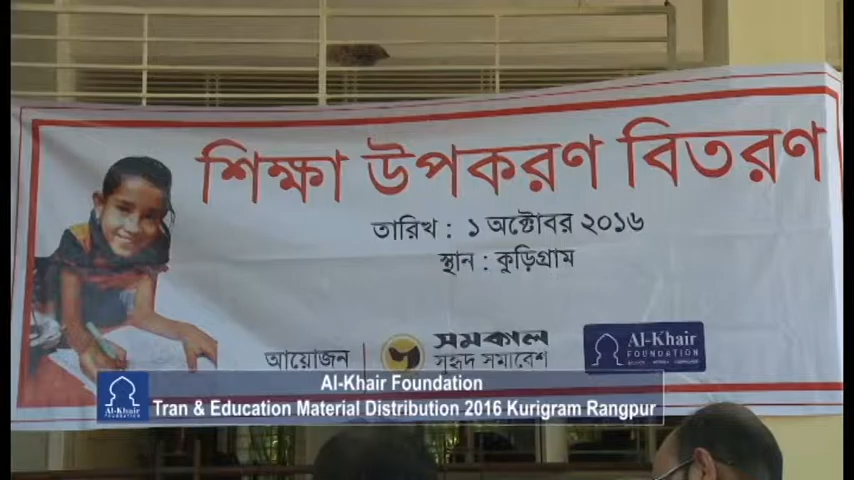 শিক্ষা উপকরণ বিতরণ
তারিখ : ১ অক্টোবর ২০১৬
স্থান : কুড়িগ্রাম
আয়োজন
সমকাল
সুহৃদ সমাবেশ
Al-Khair
FOUNDATION
Al-Khair Foundation
Tran & Education Material Distribution 2016 Kurigram Rangpur
Al-Khair
FOUNDATION